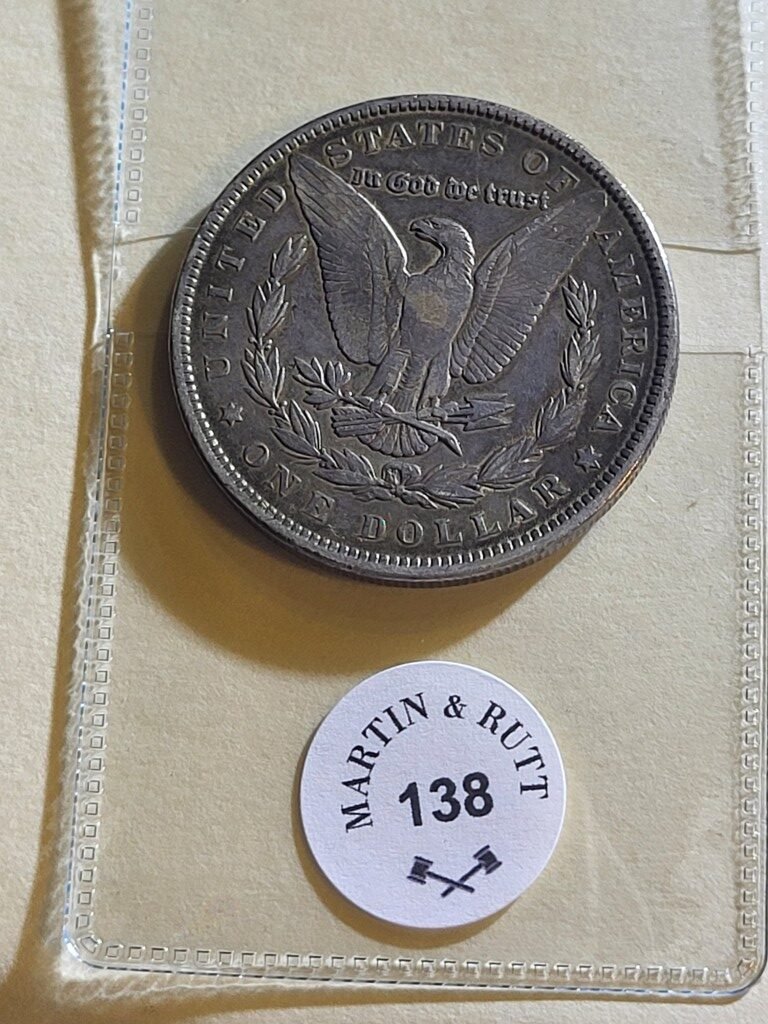 UNITED STATES OF AMERICA
In God we trust
ONE DOLLAR
MARTIN & RUTT
138